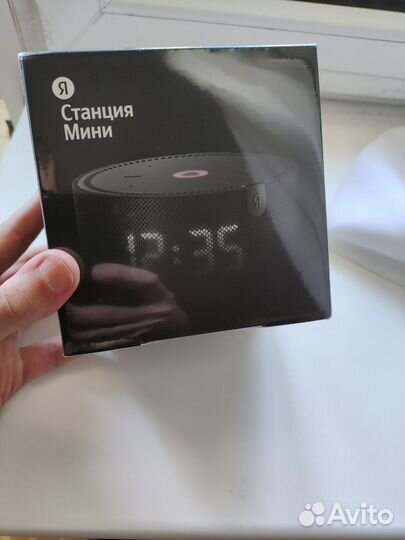 Я
Станция
Мини
Я
12:35
Avito